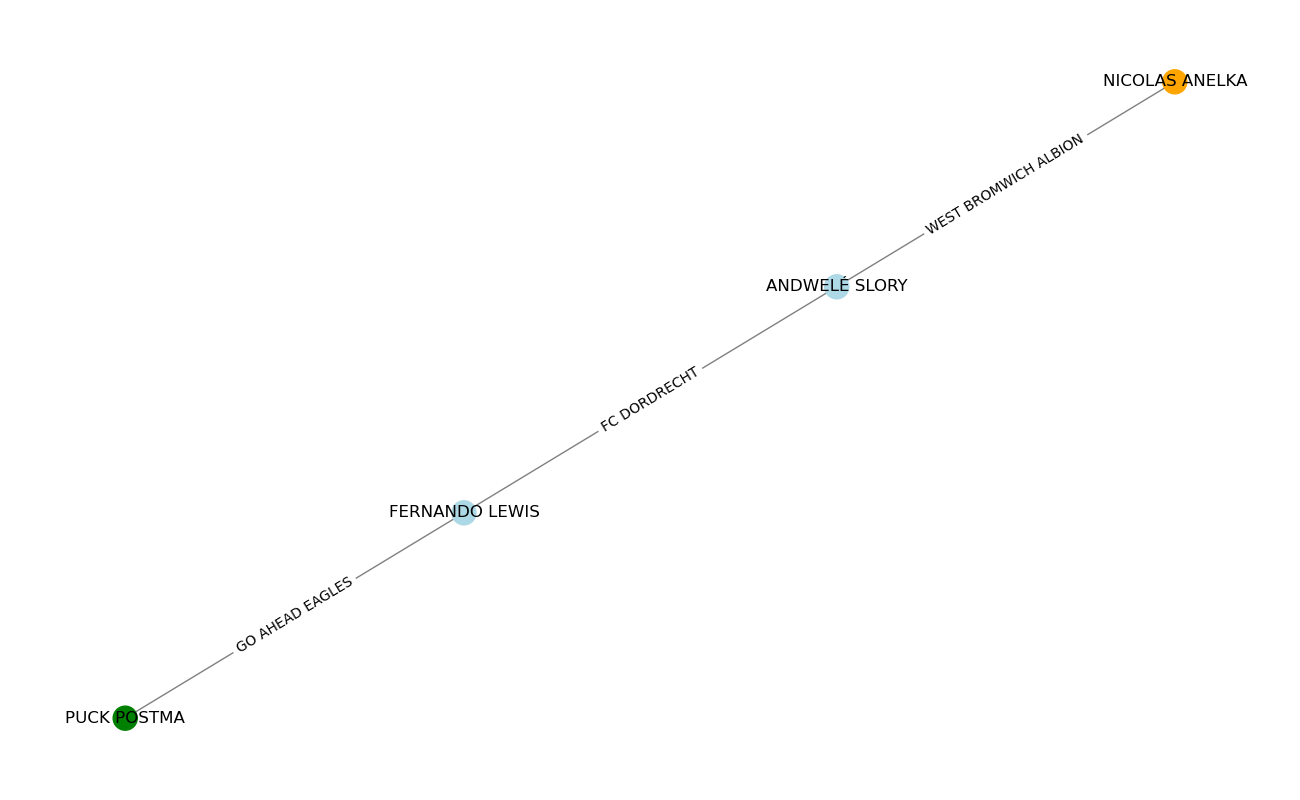 NICOLAS ANELKA
WEST BROMWICH ALBION
ANDWELÉ SLORY
FC DORDRECHT
FERNANDO LEWIS
GO AHEAD EAGLES
PUCK POSTMA